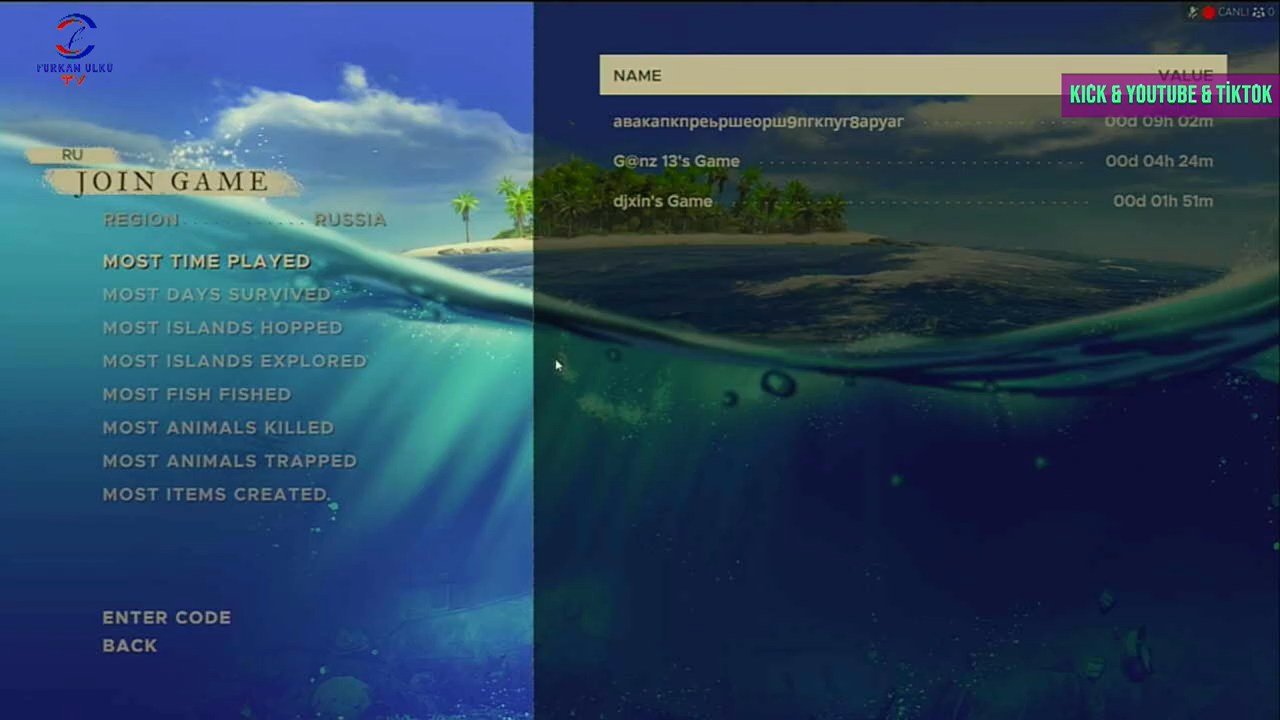 FURKAN ULKU
TV
CANLI 0
KICK & YOUTUBE & TİKTOK
RU
JOIN GAME
REGION . . . . . . . . . . . RUSSIA
MOST TIME PLAYED
MOST DAYS SURVIVED
MOST ISLANDS HOPPED
MOST ISLANDS EXPLORED
MOST FISH FISHED
MOST ANIMALS KILLED
MOST ANIMALS TRAPPED
MOST ITEMS CREATED.
ENTER CODE
BACK
NAME VALUE
авакапкпреьршеорш9пгкпуг8аруаг 00d 09h 02m
G@nz 13's Game 00d 04h 24m
djxin's Game 00d 01h 51m